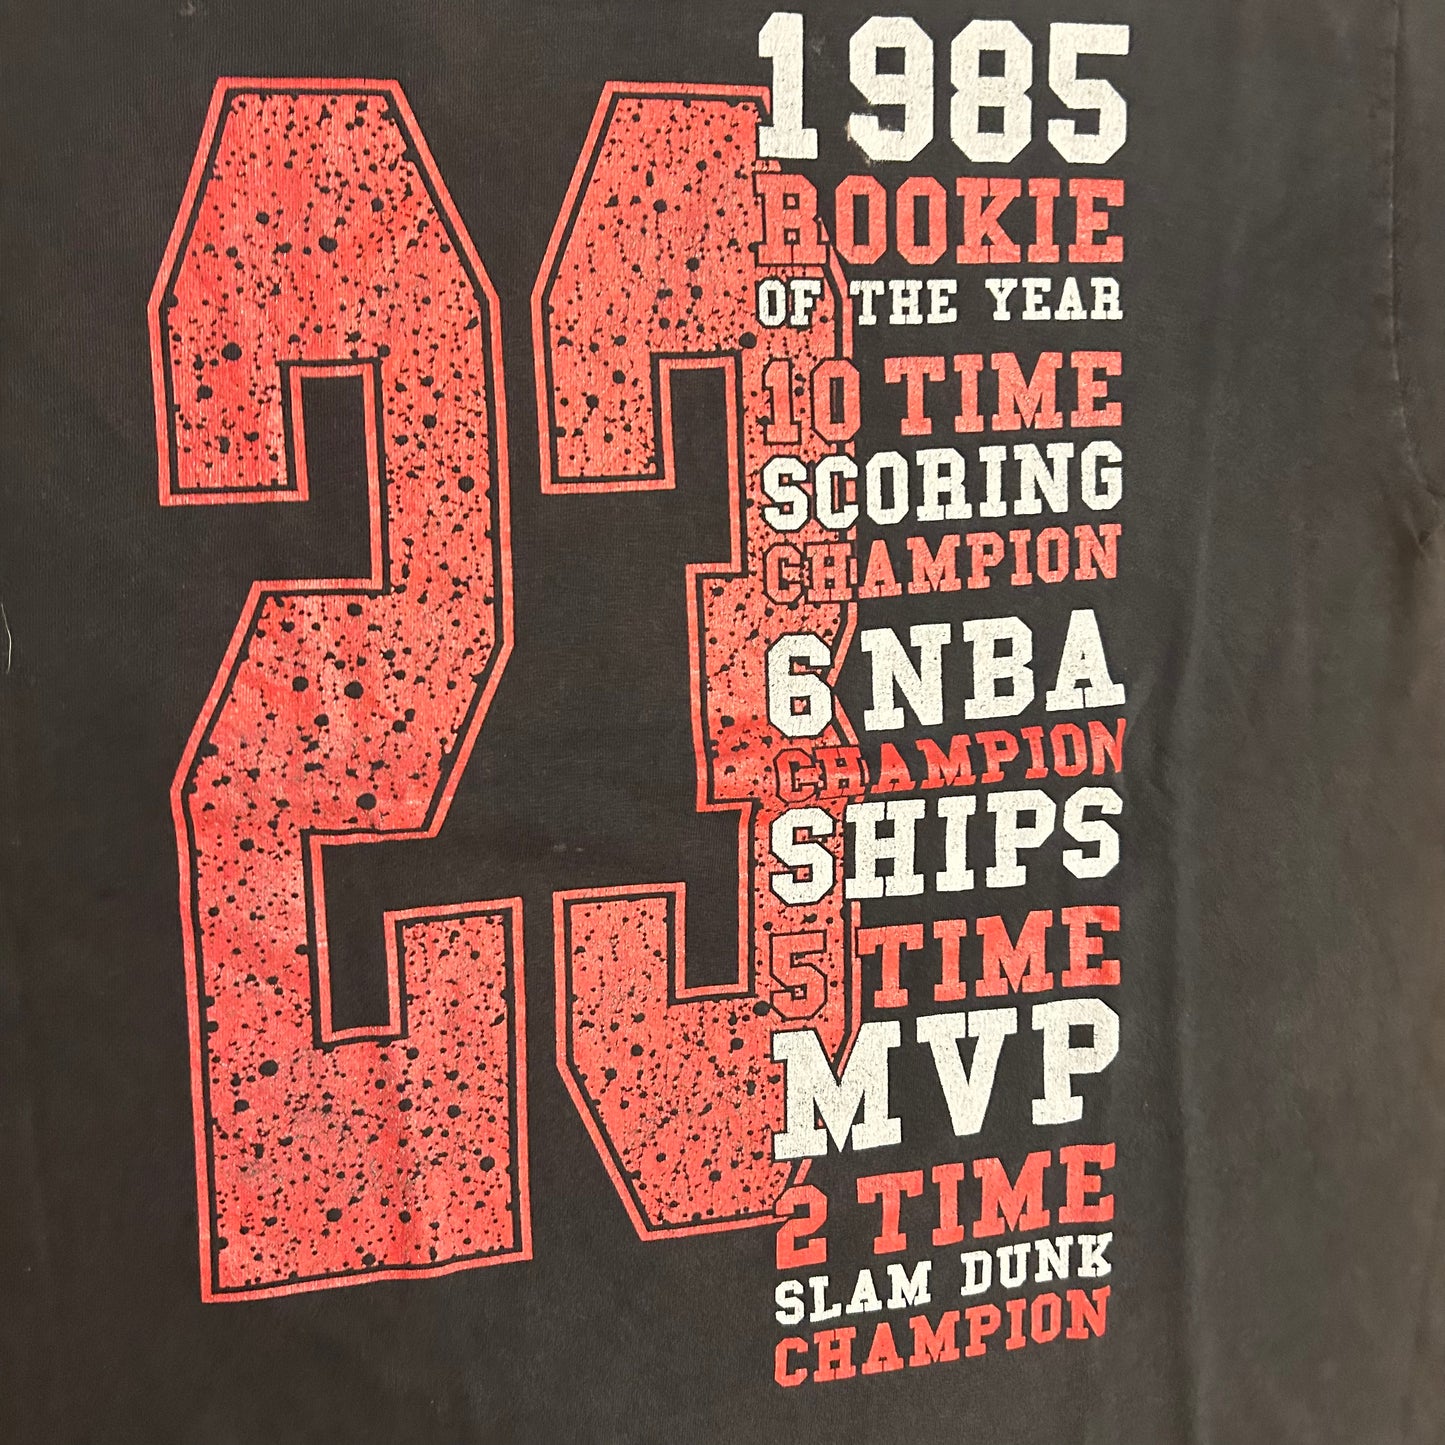 23
1985
ROOKIE
OF THE YEAR
10 TIME
SCORING
CHAMPION
6 NBA
CHAMPION
SHIPS
5 TIME
MVP
2 TIME
SLAM DUNK
CHAMPION